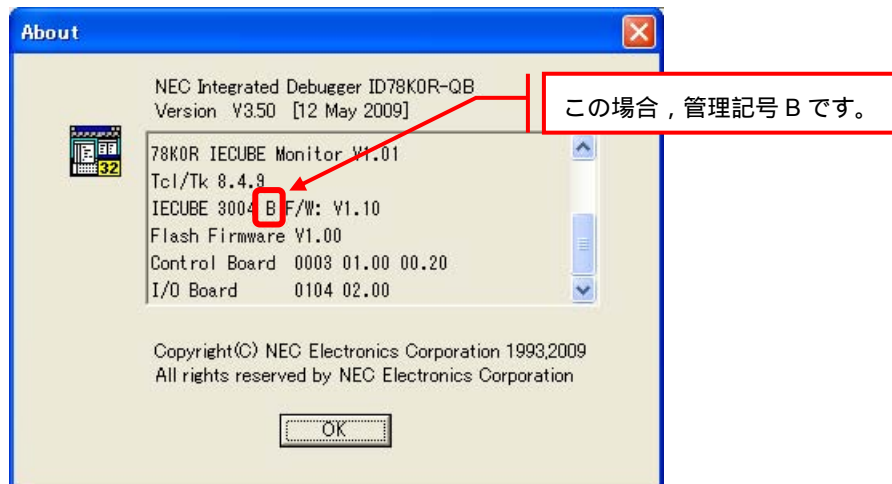 About
NEC Integrated Debugger ID78K0R-QB
Version V3.50 [12 May 2009]
この場合，管理記号 B です。
32
78K0R IECUBE Monitor V1.01
Tcl/Tk 8.4.9
IECUBE 3004 B F/W: V1.10
Flash Firmware V1.00
Control Board 0003 01.00 00.20
I/O Board 0104 02.00
Copyright(C) NEC Electronics Corporation 1993,2009
All rights reserved by NEC Electronics Corporation
OK